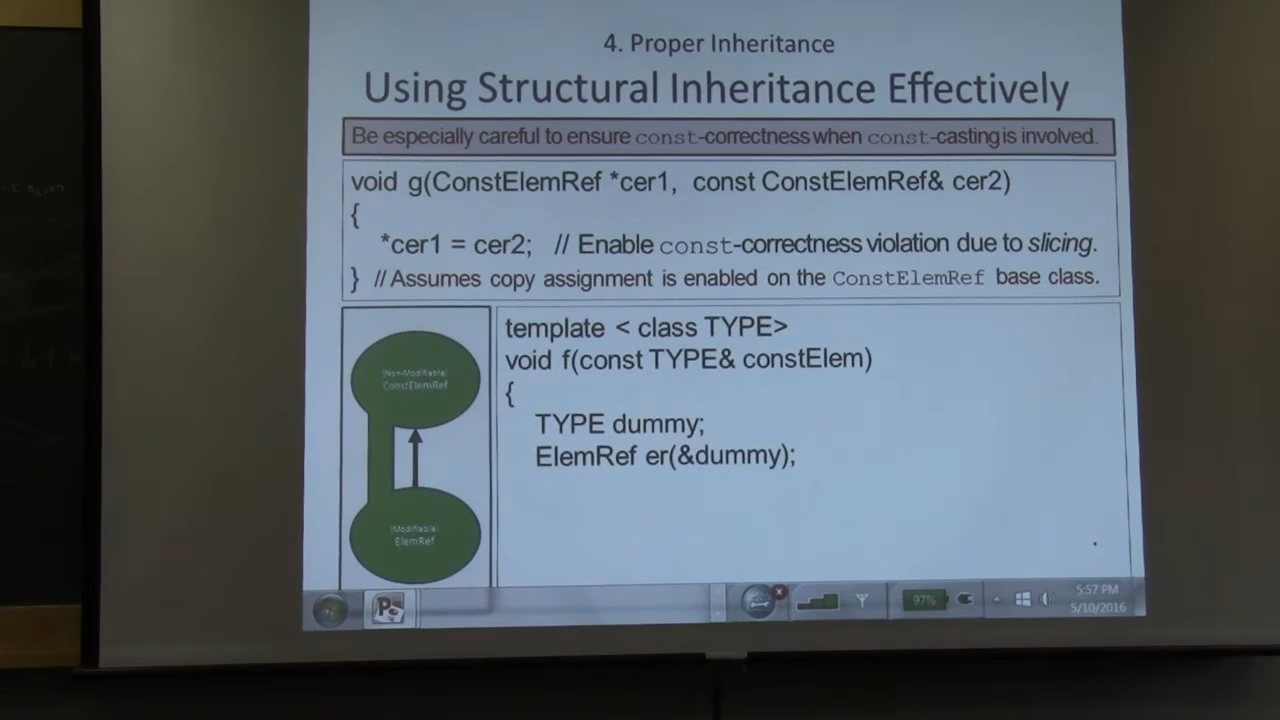 4. Proper Inheritance
Using Structural Inheritance Effectively
Be especially careful to ensure const-correctness when const-casting is involved.
void g(ConstElemRef *cer1, const ConstElemRef& cer2)
{
*cer1 = cer2; // Enable const-correctness violation due to slicing.
} // Assumes copy assignment is enabled on the ConstElemRef base class.
(Non-Modifiable)
ConstElemRef
(Modifiable)
ElemRef
template < class TYPE>
void f(const TYPE& constElem)
{
TYPE dummy;
ElemRef er(&dummy);
97%
5:57 PM
5/10/2016